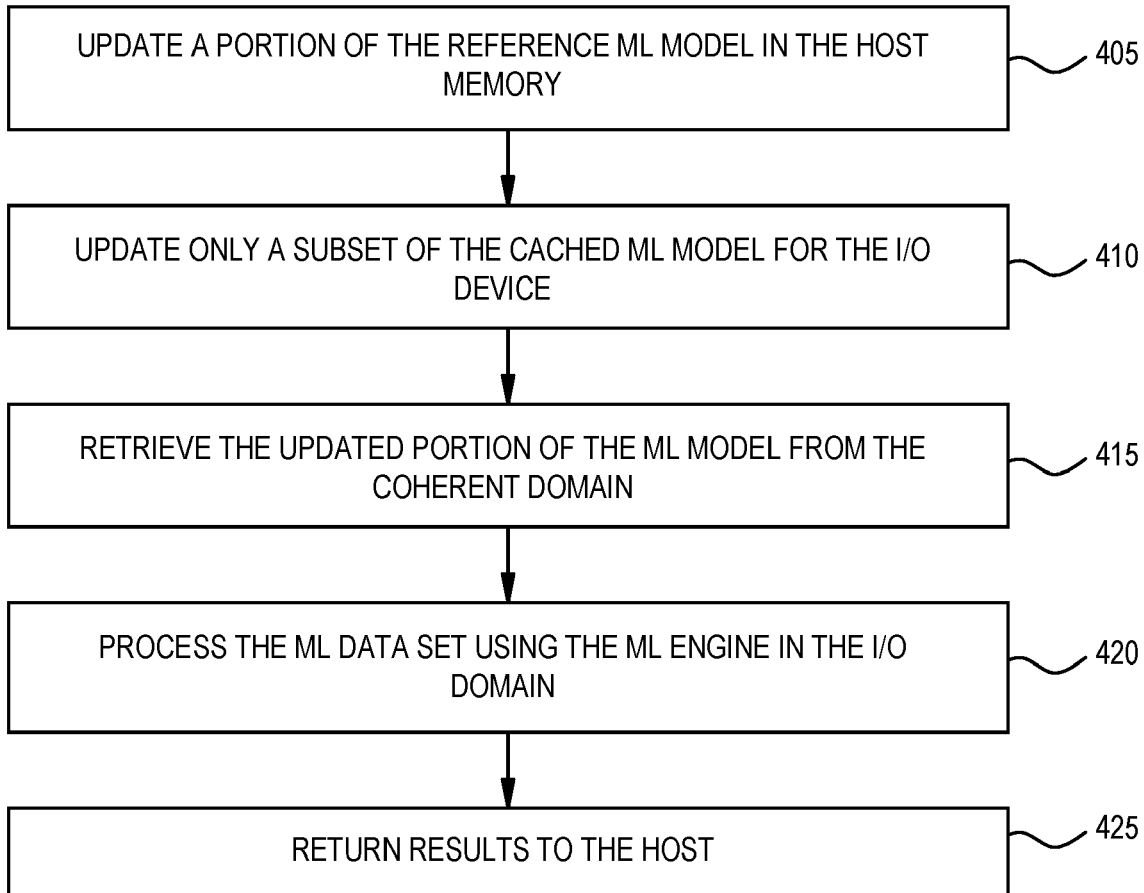 UPDATE A PORTION OF THE REFERENCE ML MODEL IN THE HOST
MEMORY
405
UPDATE ONLY A SUBSET OF THE CACHED ML MODEL FOR THE I/O
DEVICE
410
RETRIEVE THE UPDATED PORTION OF THE ML MODEL FROM THE
COHERENT DOMAIN
415
PROCESS THE ML DATA SET USING THE ML ENGINE IN THE I/O
DOMAIN
420
RETURN RESULTS TO THE HOST
425